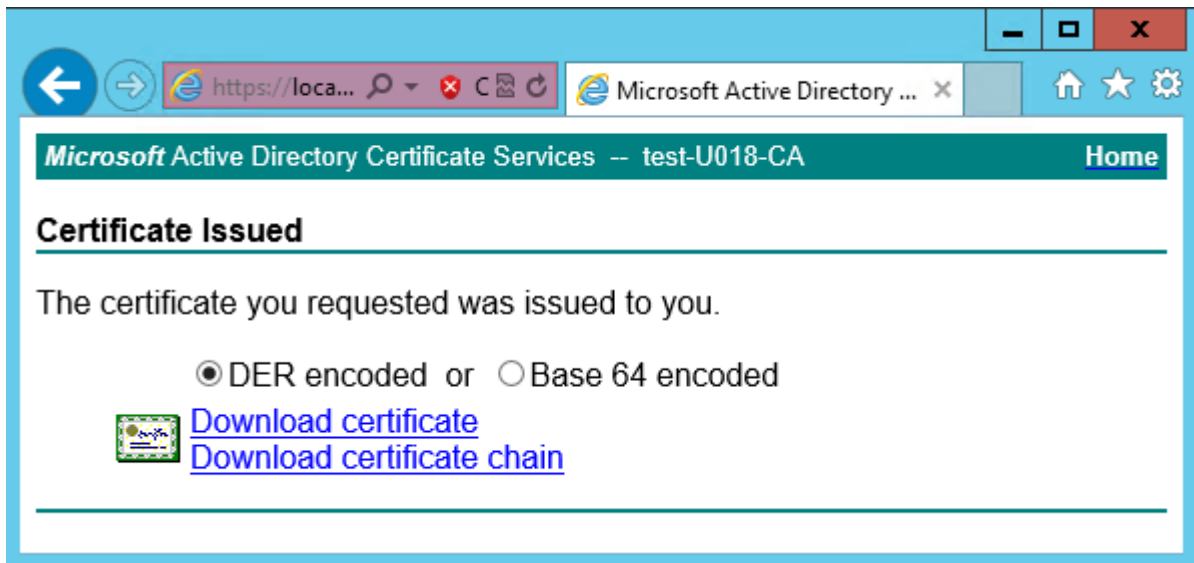 https://loca... C
Microsoft Active Directory ...
Microsoft Active Directory Certificate Services -- test-U018-CA Home
Certificate Issued
The certificate you requested was issued to you.
DER encoded or Base 64 encoded
Download certificate
Download certificate chain